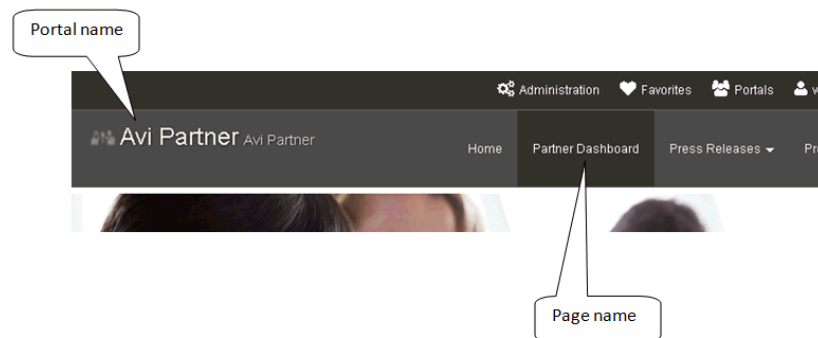 Portal name
Administration Favorites Portals
Avi Partner Avi Partner
Home Partner Dashboard Press Releases
Page name